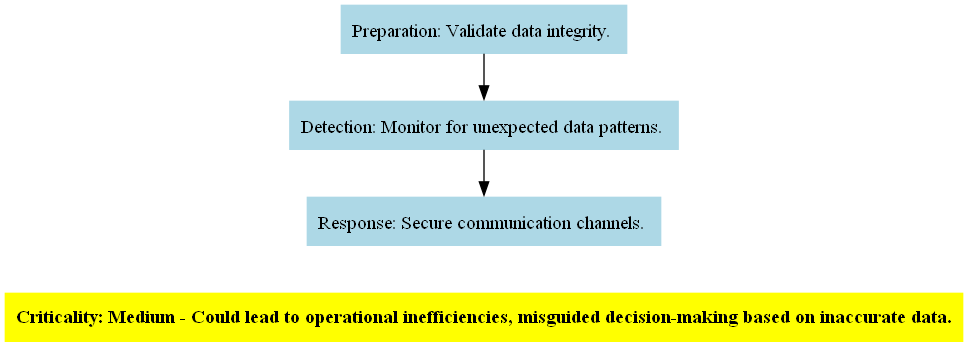 Preparation: Validate data integrity.
Detection: Monitor for unexpected data patterns.
Response: Secure communication channels.
Criticality: Medium - Could lead to operational inefficiencies, misguided decision-making based on inaccurate data.